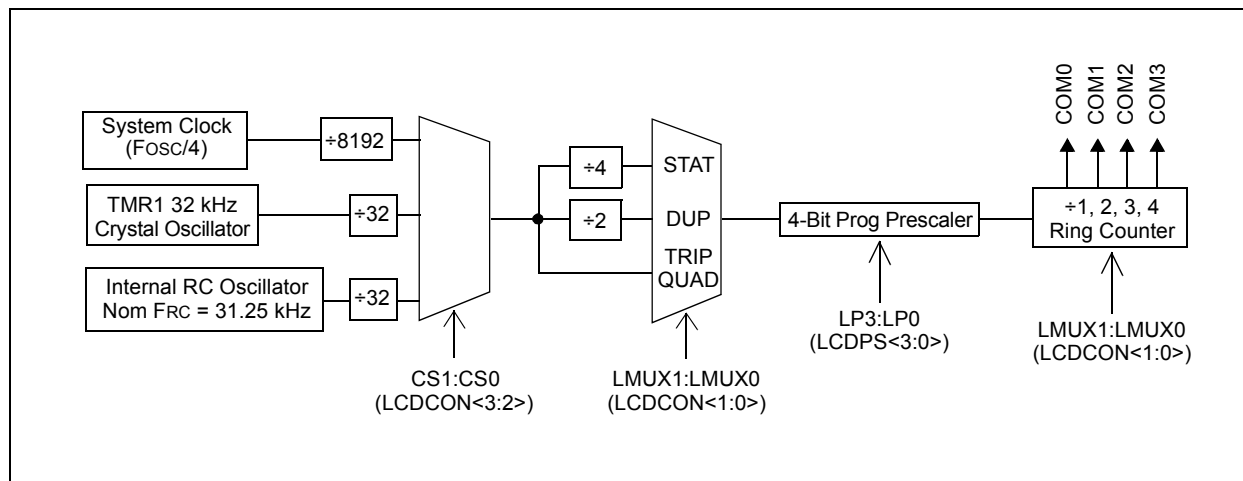 COM0
COM1
COM2
COM3
System Clock
(FOSC/4)
÷8192
÷4
STAT
TMR1 32 kHz
Crystal Oscillator
÷32
÷2
DUP
4-Bit Prog Prescaler
÷1, 2, 3, 4
Ring Counter
TRIP
QUAD
Internal RC Oscillator
Nom FRC = 31.25 kHz
÷32
LP3:LP0
(LCDPS<3:0>)
LMUX1:LMUX0
(LCDCON<1:0>)
CS1:CS0
(LCDCON<3:2>)
LMUX1:LMUX0
(LCDCON<1:0>)